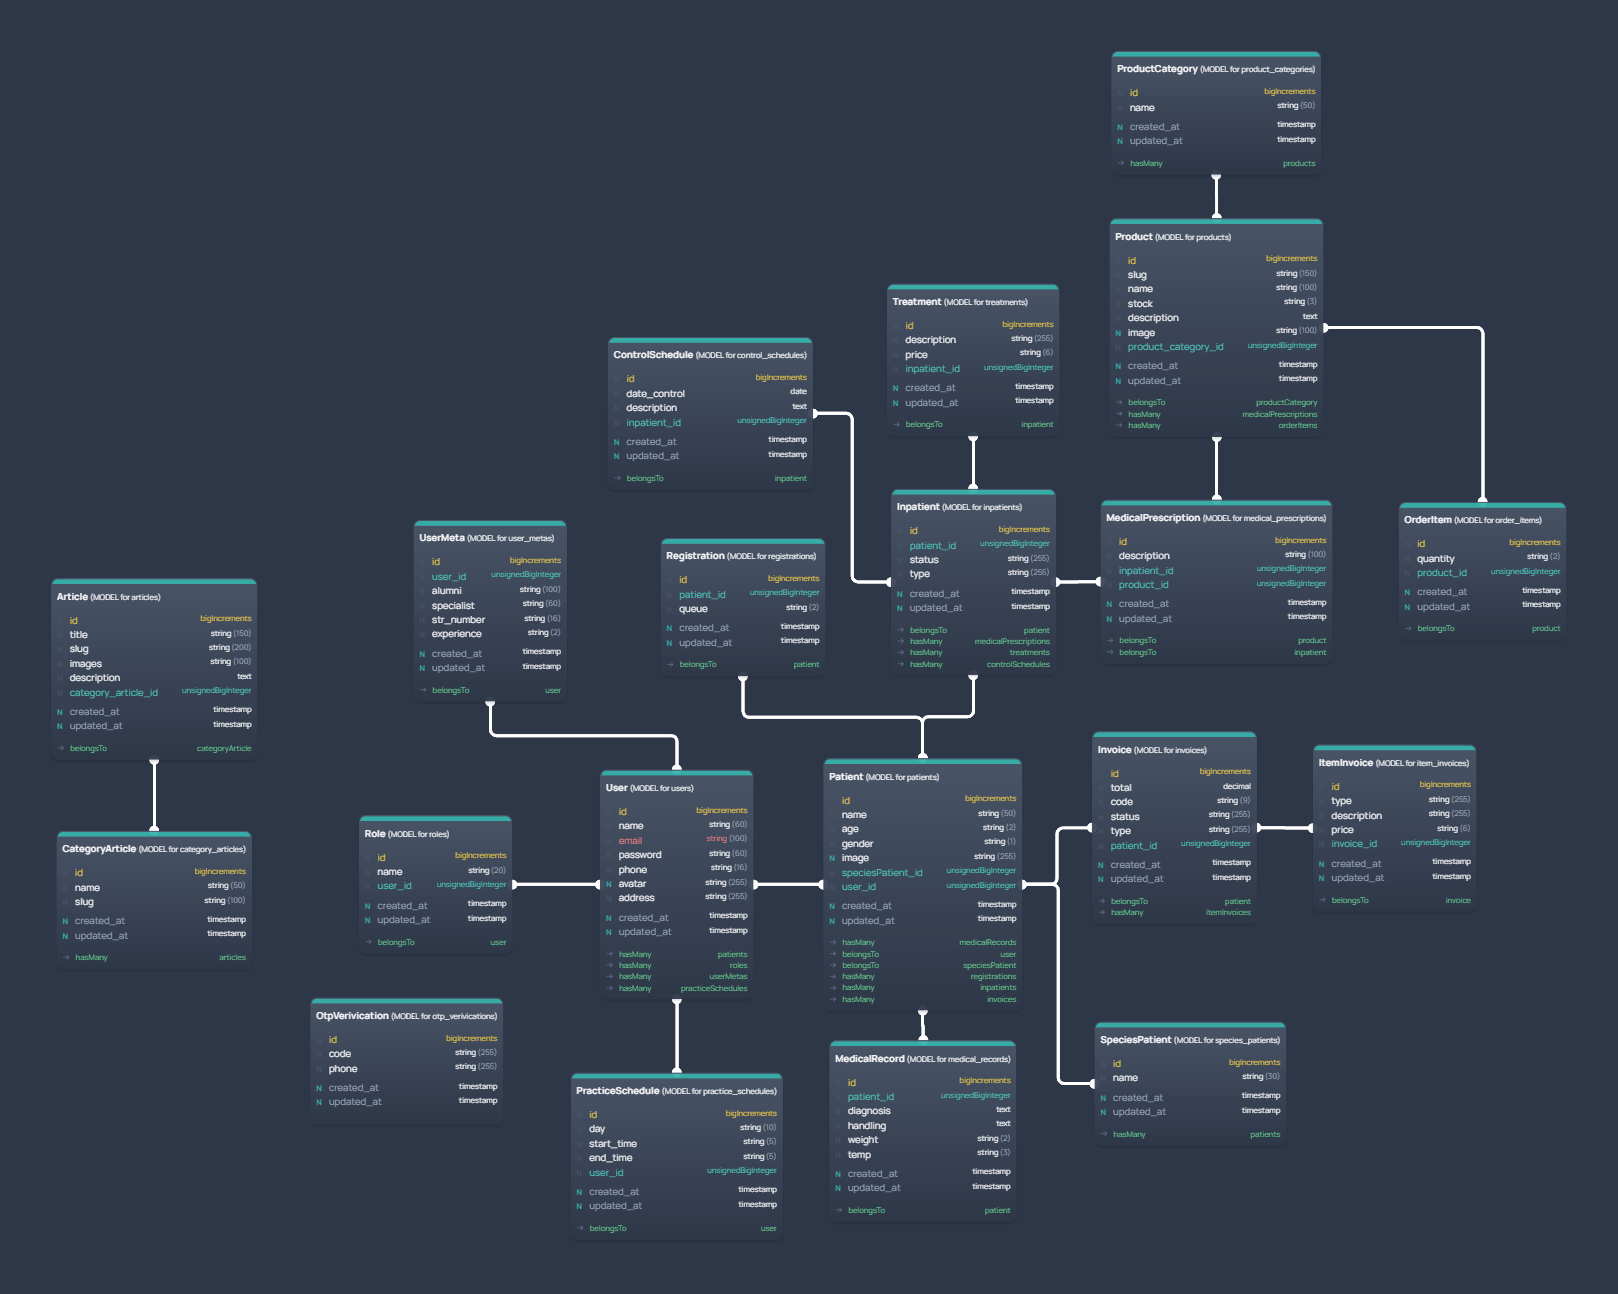 ProductCategory (MODEL for product_categories)
id bigIncrements
name string (50)
N created_at timestamp
N updated_at timestamp
→ hasMany products
Product (MODEL for products)
id bigIncrements
slug string (150)
name string (100)
stock string (3)
description text
N image string (100)
product_category_id unsignedBigInteger
N created_at timestamp
N updated_at timestamp
→ belongsTo productCategory
→ hasMany medicalPrescriptions
→ hasMany orderItems
Treatment (MODEL for treatments)
id bigIncrements
description string (255)
price string (6)
inpatient_id unsignedBigInteger
N created_at timestamp
N updated_at timestamp
→ belongsTo inpatient
ControlSchedule (MODEL for control_schedules)
id bigIncrements
date_control date
description text
inpatient_id unsignedBigInteger
N created_at timestamp
N updated_at timestamp
→ belongsTo inpatient
Inpatient (MODEL for inpatients)
id bigIncrements
patient_id unsignedBigInteger
status string (255)
type string (255)
N created_at timestamp
N updated_at timestamp
→ belongsTo patient
→ hasMany medicalPrescriptions
→ hasMany treatments
→ hasMany controlSchedules
MedicalPrescription (MODEL for medical_prescriptions)
id bigIncrements
description string (100)
inpatient_id unsignedBigInteger
product_id unsignedBigInteger
N created_at timestamp
N updated_at timestamp
→ belongsTo product
→ belongsTo inpatient
OrderItem (MODEL for order_items)
id bigIncrements
quantity string (2)
product_id unsignedBigInteger
N created_at timestamp
N updated_at timestamp
→ belongsTo product
UserMeta (MODEL for user_metas)
id bigIncrements
user_id unsignedBigInteger
alumni string (100)
specialist string (60)
str_number string (16)
experience string (2)
N created_at timestamp
N updated_at timestamp
→ belongsTo user
Registration (MODEL for registrations)
id bigIncrements
patient_id unsignedBigInteger
queue string (2)
N created_at timestamp
N updated_at timestamp
→ belongsTo patient
Article (MODEL for articles)
id bigIncrements
title string (150)
slug string (200)
images string (100)
description text
category_article_id unsignedBigInteger
N created_at timestamp
N updated_at timestamp
→ belongsTo categoryArticle
CategoryArticle (MODEL for category_articles)
id bigIncrements
name string (50)
slug string (100)
N created_at timestamp
N updated_at timestamp
→ hasMany articles
Role (MODEL for roles)
id bigIncrements
name string (20)
user_id unsignedBigInteger
N created_at timestamp
N updated_at timestamp
→ belongsTo user
User (MODEL for users)
id bigIncrements
name string (60)
email string (100)
password string (60)
phone string (16)
N avatar string (255)
address string (255)
N created_at timestamp
N updated_at timestamp
→ hasMany patients
→ hasMany roles
→ hasMany userMetas
→ hasMany practiceSchedules
Patient (MODEL for patients)
id bigIncrements
name string (50)
age string (2)
gender string (1)
N image string (255)
speciesPatient_id unsignedBigInteger
user_id unsignedBigInteger
N created_at timestamp
N updated_at timestamp
→ hasMany medicalRecords
→ belongsTo user
→ belongsTo speciesPatient
→ hasMany registrations
→ hasMany inpatients
→ hasMany invoices
Invoice (MODEL for invoices)
id bigIncrements
total decimal
code string (9)
status string (255)
type string (255)
patient_id unsignedBigInteger
N created_at timestamp
N updated_at timestamp
→ belongsTo patient
→ hasMany itemInvoices
ItemInvoice (MODEL for item_invoices)
id bigIncrements
type string (255)
description string (255)
price string (6)
invoice_id unsignedBigInteger
N created_at timestamp
N updated_at timestamp
→ belongsTo invoice
OtpVerivication (MODEL for otp_verivications)
id bigIncrements
code string (255)
phone string (255)
N created_at timestamp
N updated_at timestamp
PracticeSchedule (MODEL for practice_schedules)
id bigIncrements
day string (10)
start_time string (5)
end_time string (5)
user_id unsignedBigInteger
N created_at timestamp
N updated_at timestamp
→ belongsTo user
MedicalRecord (MODEL for medical_records)
id bigIncrements
patient_id unsignedBigInteger
diagnosis text
handling text
weight string (2)
temp string (3)
N created_at timestamp
N updated_at timestamp
→ belongsTo patient
SpeciesPatient (MODEL for species_patients)
id bigIncrements
name string (30)
N created_at timestamp
N updated_at timestamp
→ hasMany patients